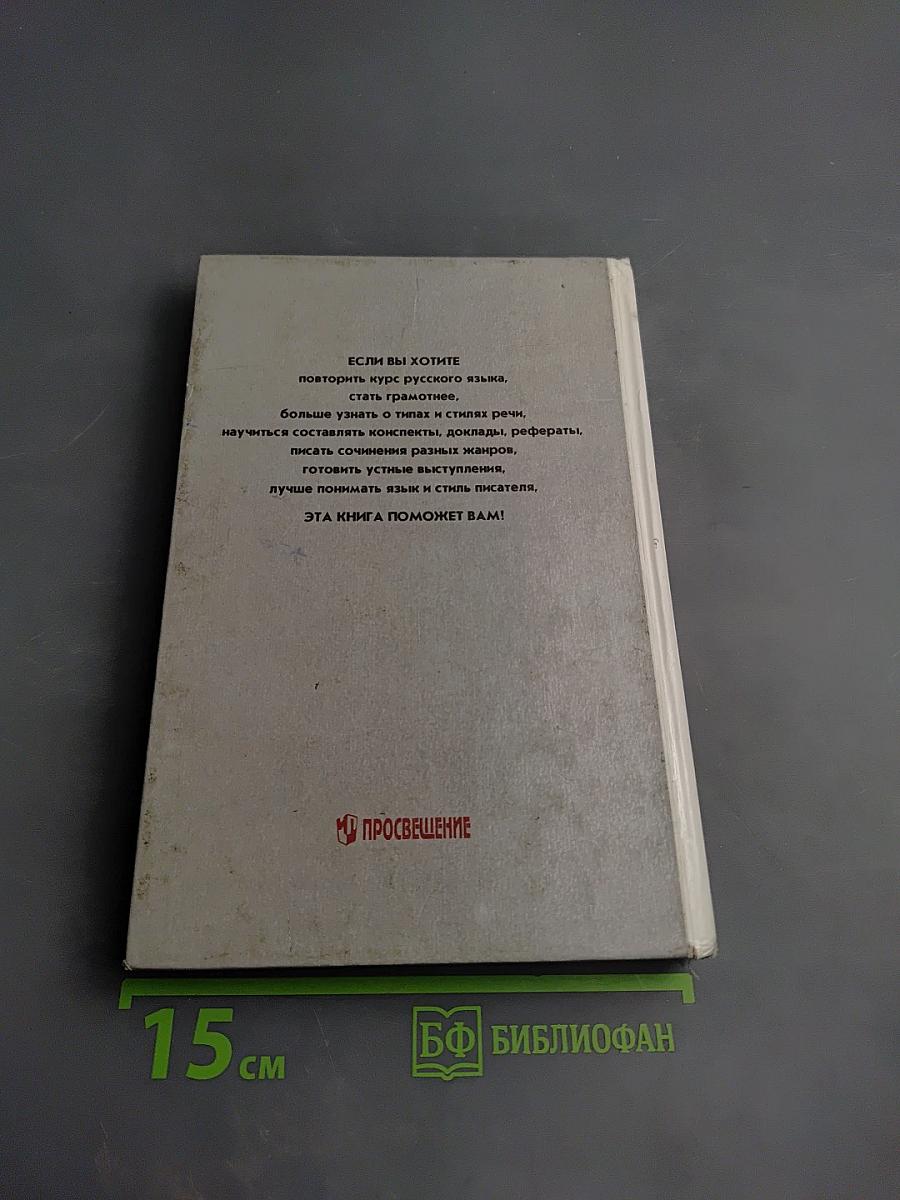 ЕСЛИ ВЫ ХОТИТЕ
повторить курс русского языка,
стать грамотнее,
больше узнать о типах и стилях речи,
научиться составлять конспекты, доклады, рефераты,
писать сочинения разных жанров,
готовить устные выступления,
лучше понимать язык и стиль писателя,
ЭТА КНИГА ПОМОЖЕТ ВАМ!
ПРОСВЕЩЕНИЕ
15 см
БФ БИБЛИОФАН